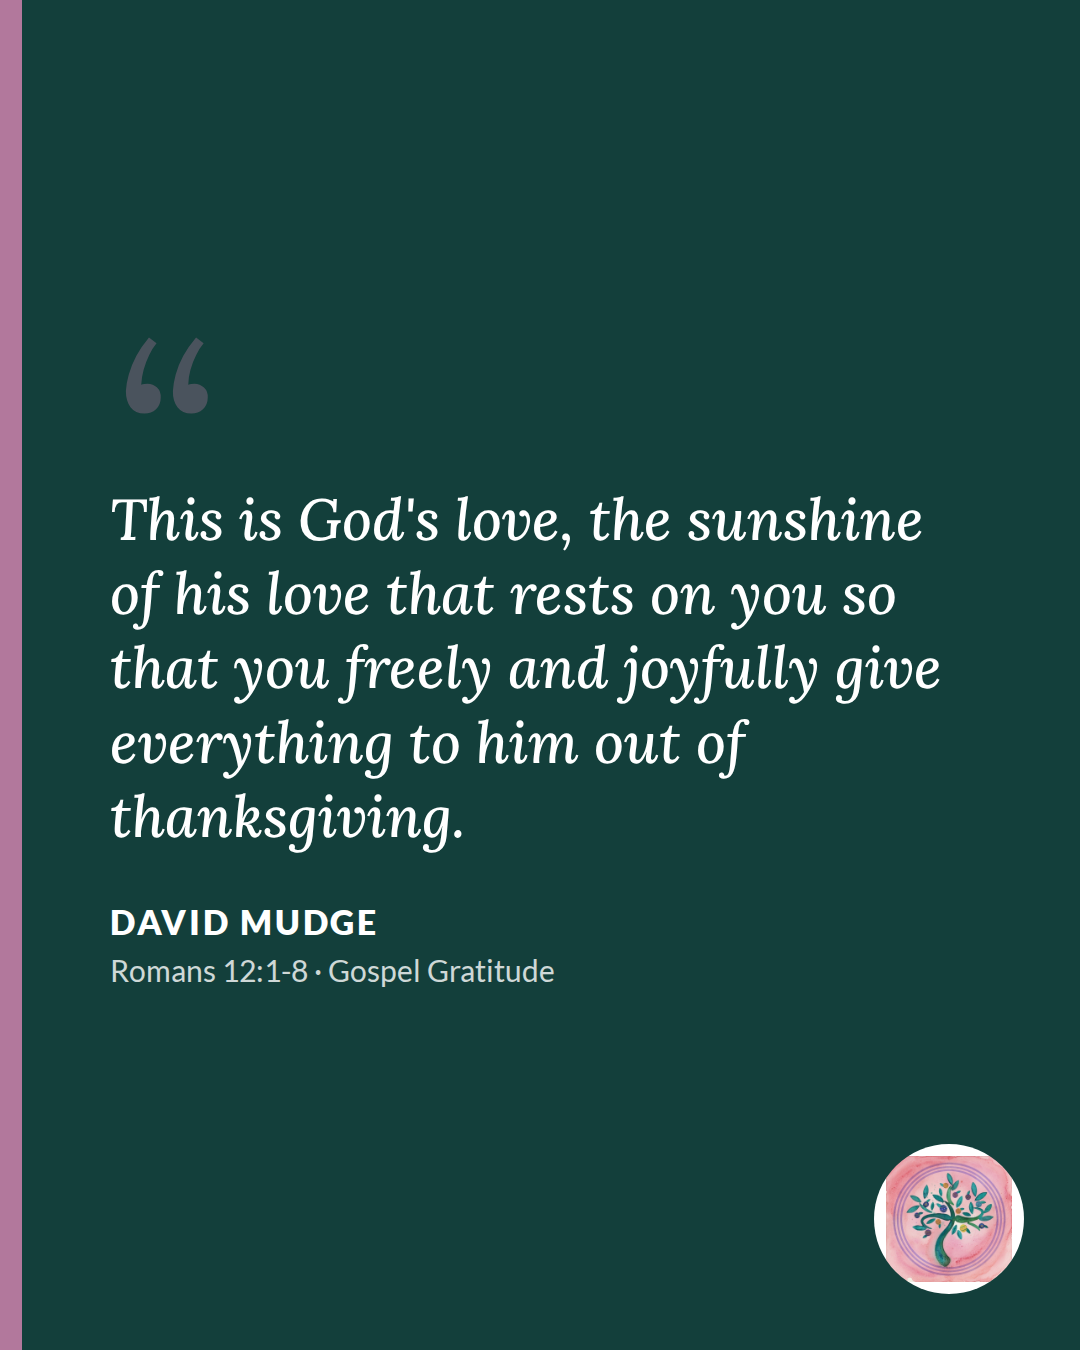 “
This is God's love, the sunshine
of his love that rests on you so
that you freely and joyfully give
everything to him out of
thanksgiving.
DAVID MUDGE
Romans 12:1-8 · Gospel Gratitude